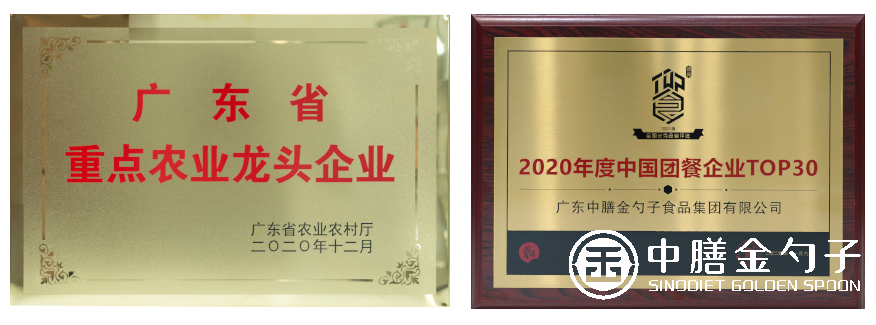 广东省
重点农业龙头企业
广东省农业农村厅
二〇二〇年十二月
2020年度中国团餐企业TOP30
广东中膳金勺子食品集团有限公司
中膳金勺子
SINODIET GOLDEN SPOON